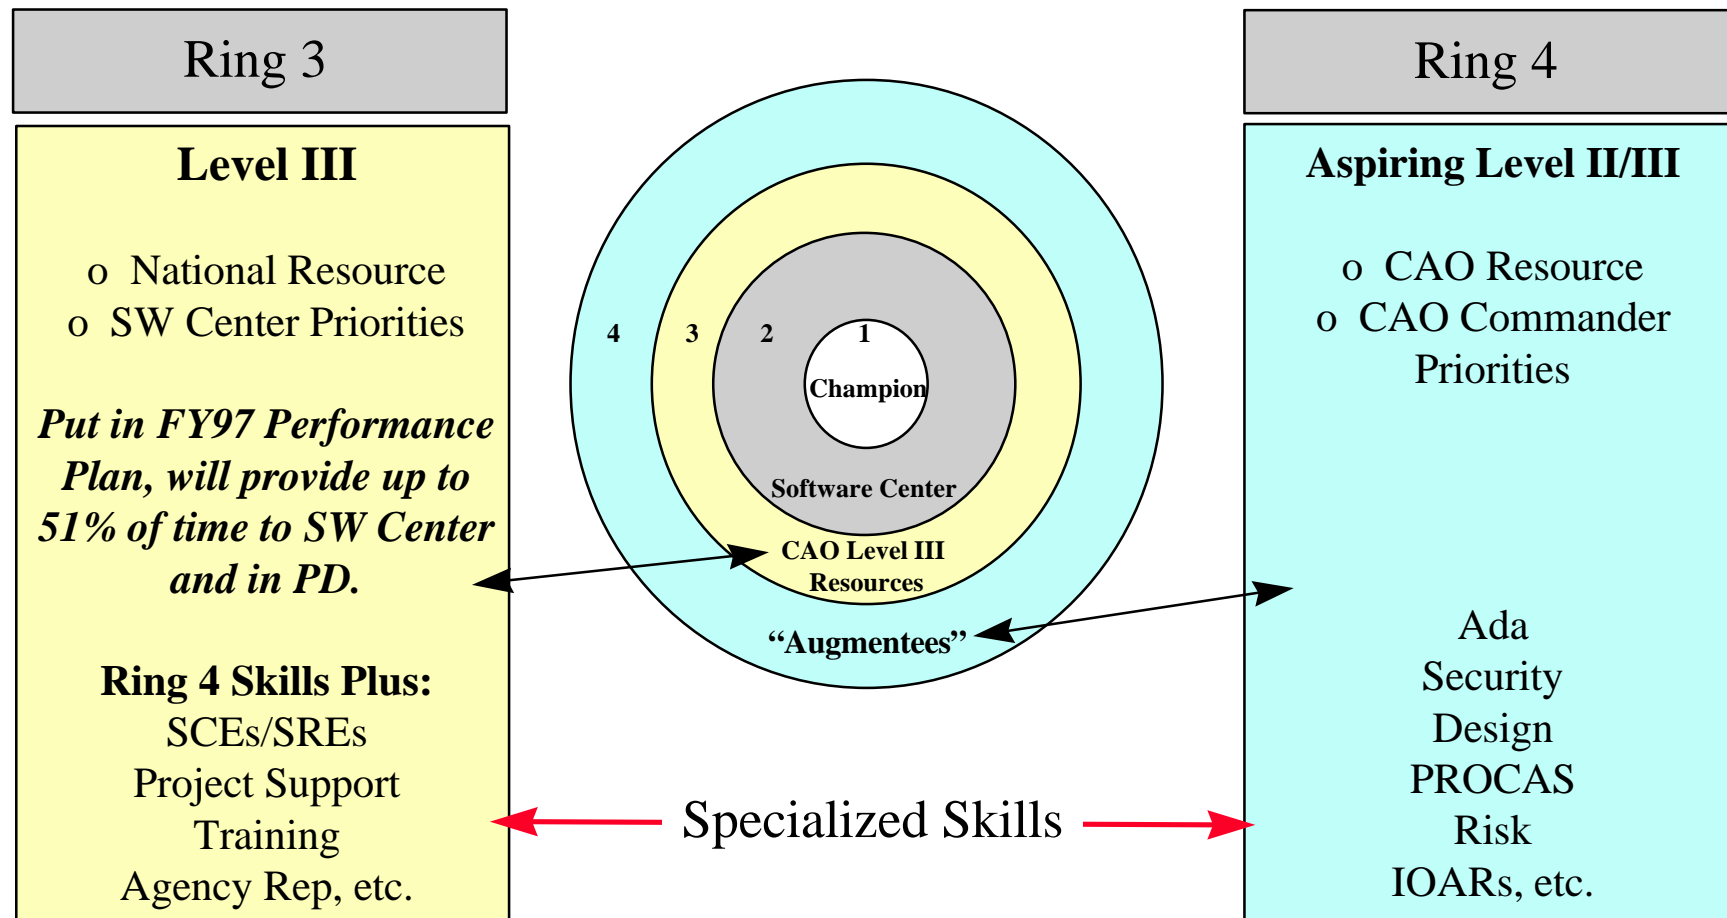 Ring 3
Level III
o National Resource
o SW Center Priorities
Put in FY97 Performance
Plan, will provide up to
51% of time to SW Center
and in PD.
Ring 4 Skills Plus:
SCEs/SREs
Project Support
Training
Agency Rep, etc.
4
3
2
1
Champion
Software Center
CAO Level III
Resources
“Augmentees”
Specialized Skills
Ring 4
Aspiring Level II/III
o CAO Resource
o CAO Commander
Priorities
Ada
Security
Design
PROCAS
Risk
IOARs, etc.